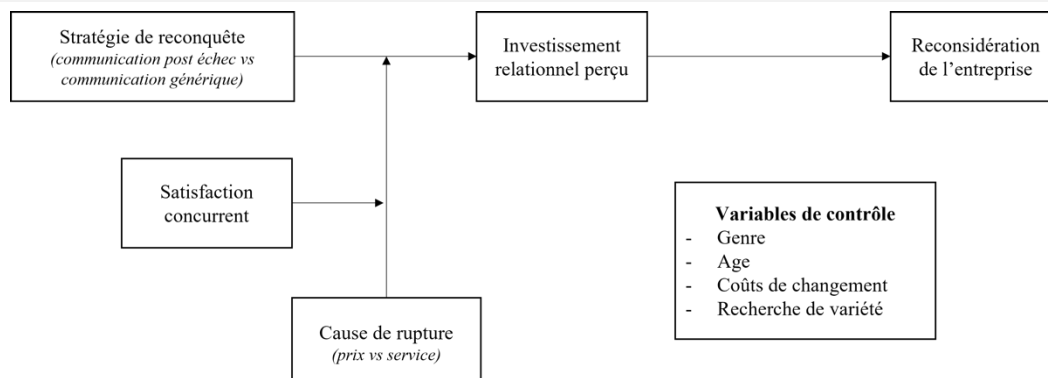 Stratégie de reconquête
(communication post échec vs
communication générique)
Investissement
relationnel perçu
Reconsidération
de l’entreprise
Satisfaction
concurrent
Variables de contrôle
- Genre
- Age
- Coûts de changement
- Recherche de variété
Cause de rupture
(prix vs service)